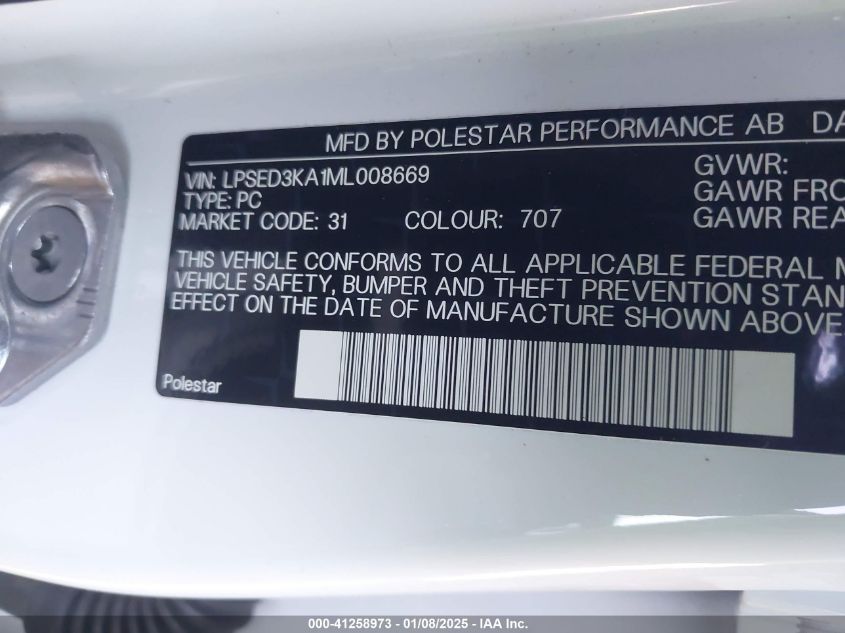 MFD BY POLESTAR PERFORMANCE AB DA
VIN: LPSED3KA1ML008669 GVWR:
TYPE: PC GAWR FRO
MARKET CODE: 31 COLOUR: 707 GAWR REA
THIS VEHICLE CONFORMS TO ALL APPLICABLE FEDERAL M
VEHICLE SAFETY, BUMPER AND THEFT PREVENTION STAN
EFFECT ON THE DATE OF MANUFACTURE SHOWN ABOVE
Polestar
000-41258973 - 01/08/2025 - IAA Inc.